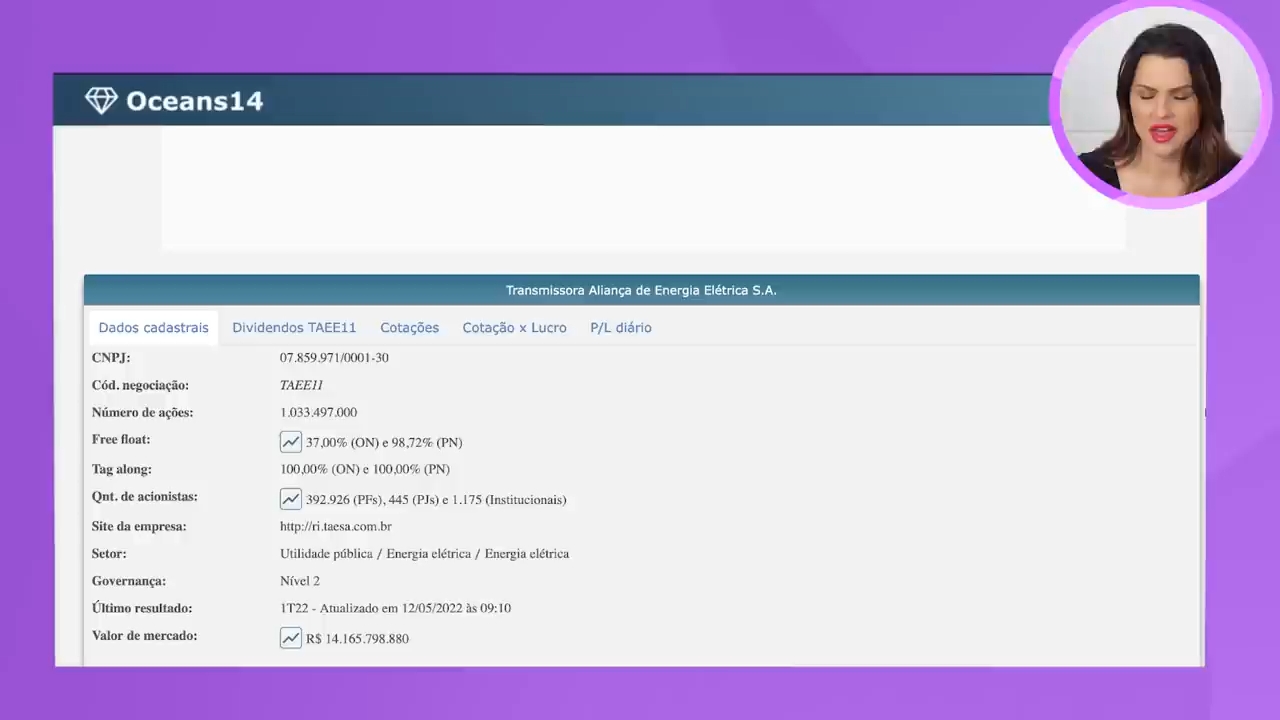 Oceans14
Transmissora Aliança de Energia Elétrica S.A.
Dados cadastrais Dividendos TAEE11 Cotações Cotação x Lucro P/L diário
CNPJ: 07.859.971/0001-30
Cód. negociação: TAEE11
Número de ações: 1.033.497.000
Free float: 37,00% (ON) e 98,72% (PN)
Tag along: 100,00% (ON) e 100,00% (PN)
Qnt. de acionistas: 392.926 (PFs), 445 (PJs) e 1.175 (Institucionais)
Site da empresa: http://ri.taesa.com.br
Setor: Utilidade pública / Energia elétrica / Energia elétrica
Governança: Nível 2
Último resultado: 1T22 - Atualizado em 12/05/2022 às 09:10
Valor de mercado: R$ 14.165.798.880